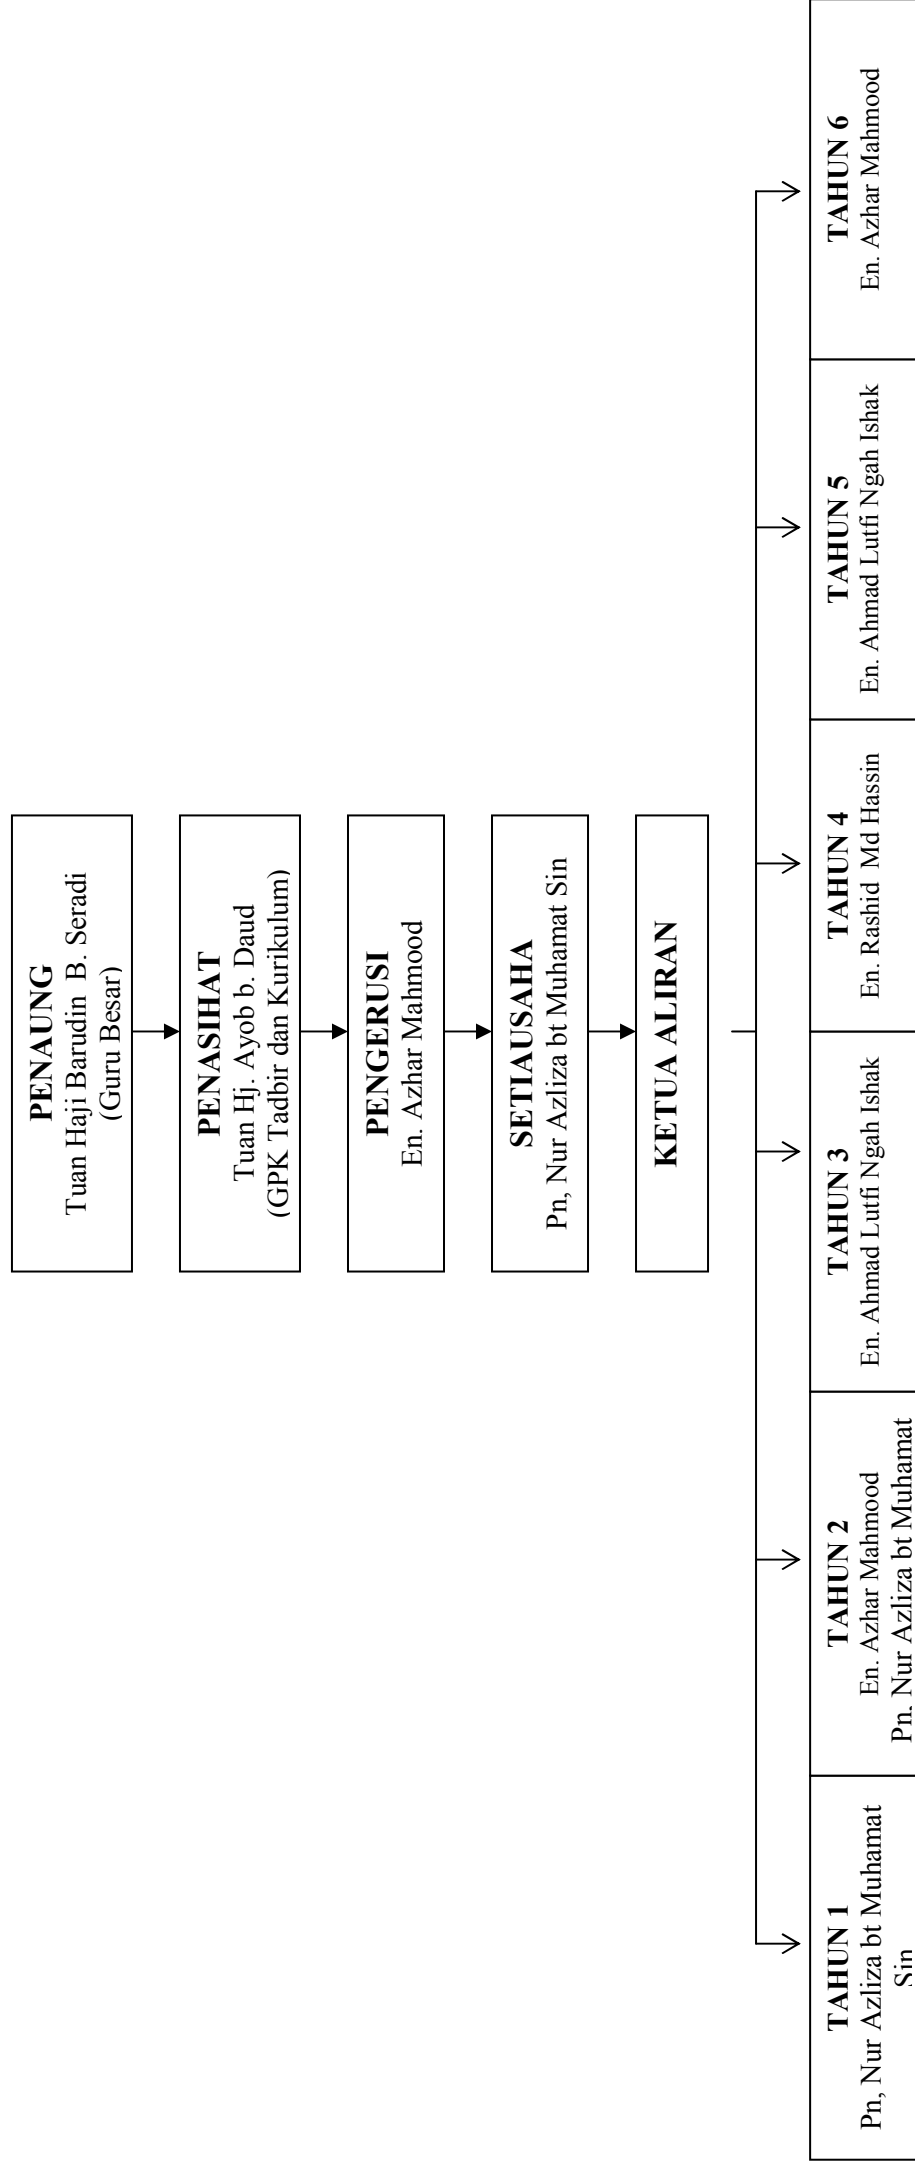 PENAUNG
Tuan Haji Barudin  B. Seradi
(Guru Besar)
PENASIHAT
Tuan Hj. Ayob b. Daud
(GPK Tadbir dan Kurikulum)
PENGERUSI
En. Azhar Mahmood
SETIAUSAHA
Pn, Nur Azliza bt Muhamat Sin
KETUA ALIRAN
TAHUN 1
Pn, Nur Azliza bt Muhamat
Sin
TAHUN 2
En. Azhar Mahmood
Pn. Nur Azliza bt Muhamat
TAHUN 3
En. Ahmad Lutfi Ngah Ishak
TAHUN 4
En. Rashid  Md Hassin
TAHUN 5
En. Ahmad Lutfi Ngah Ishak
TAHUN 6
En. Azhar Mahmood